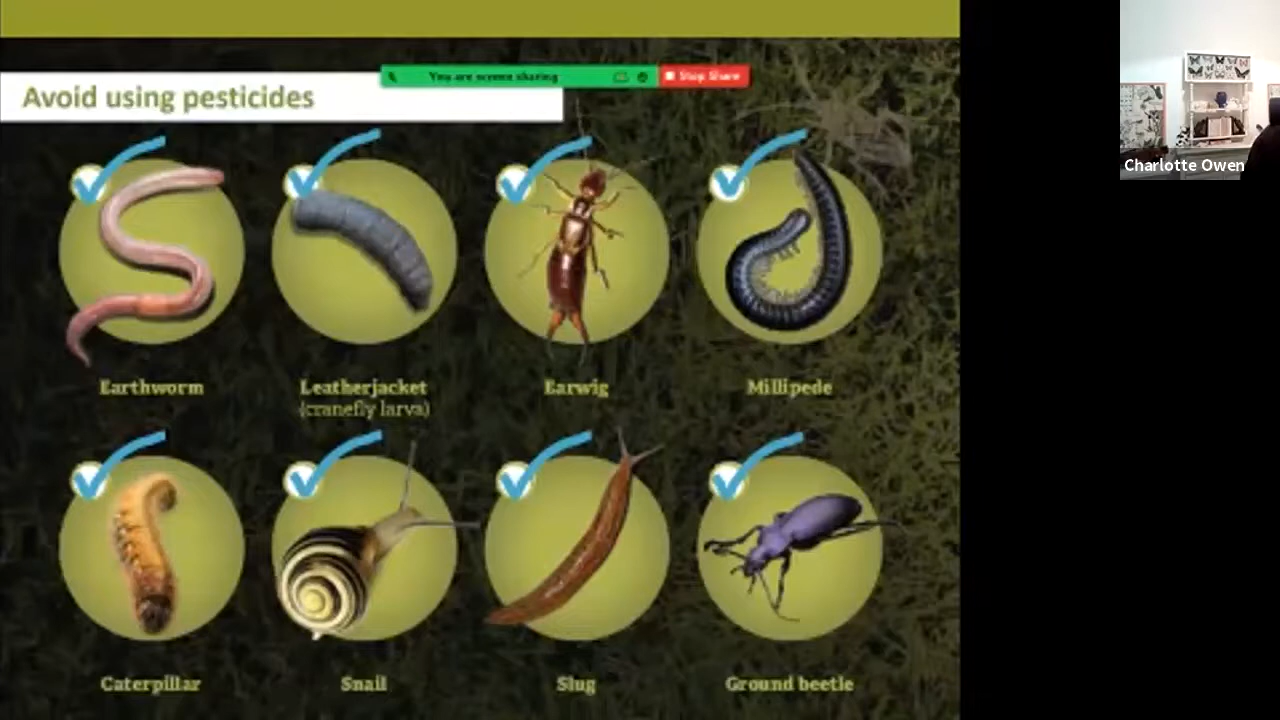 You are screen sharing
Stop Share
Avoid using pesticides
Charlotte Owen
Earthworm
Leatherjacket
(cranefly larva)
Earwig
Millipede
Caterpillar
Snail
Slug
Ground beetle